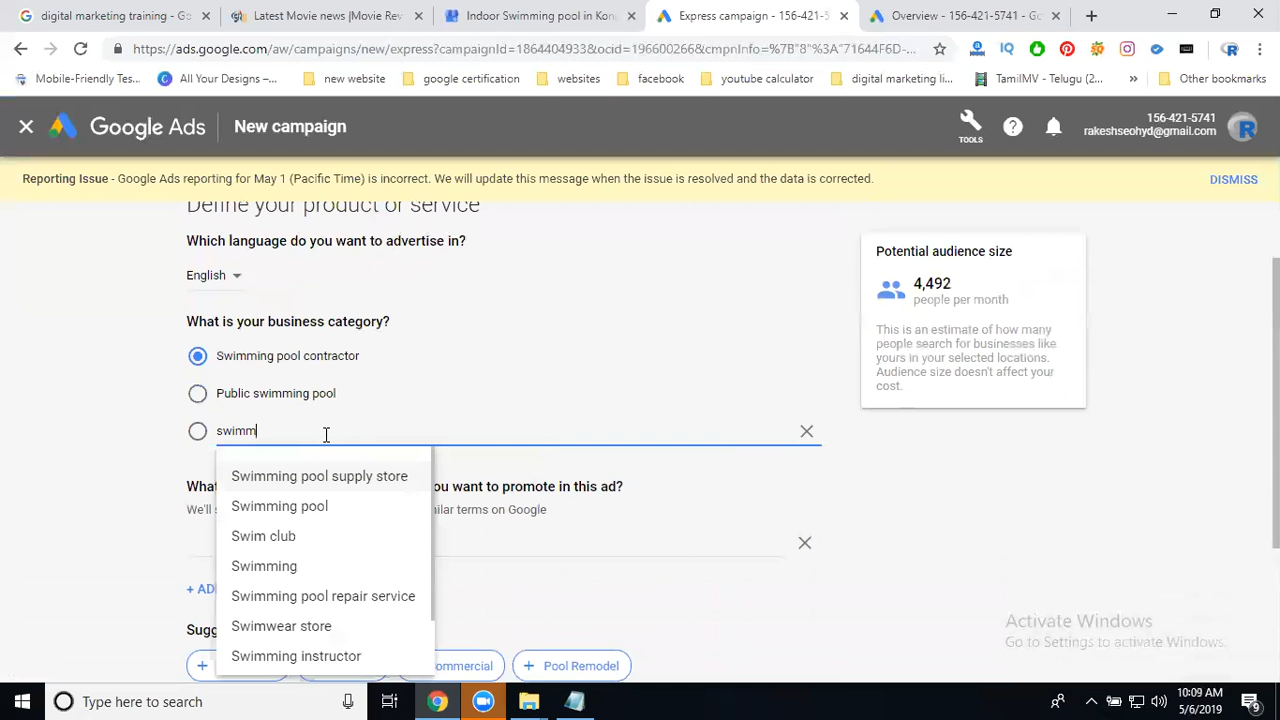 digital marketing training - Go
Latest Movie news |Movie Rev
Indoor Swimming pool in Kon
Express campaign - 156-421-5
Overview - 156-421-5741 - Go
https://ads.google.com/aw/campaigns/new/express?campaignId=1864404933&ocid=196600266&cmpnInfo=%7B"8"%3A"71644F6D-...
Mobile-Friendly Tes...
All Your Designs –...
new website
google certification
websites
facebook
youtube calculator
digital marketing li...
TamilMV - Telugu (2...
»
Other bookmarks
Google Ads
New campaign
TOOLS
156-421-5741
rakeshseohyd@gmail.com
Reporting Issue - Google Ads reporting for May 1 (Pacific Time) is incorrect. We will update this message when the issue is resolved and the data is corrected.
DISMISS
Define your product or service
Which language do you want to advertise in?
English
What is your business category?
Swimming pool contractor
Public swimming pool
swimm
Swimming pool supply store
Swimming pool
Swim club
Swimming
Swimming pool repair service
Swimwear store
Swimming instructor
What
you want to promote in this ad?
We'll s
milar terms on Google
+ AD
Sugg
+
ommercial
+ Pool Remodel
Potential audience size
4,492
people per month
This is an estimate of how many
people search for businesses like
yours in your selected locations.
Audience size doesn't affect your
cost.
Activate Windows
Go to Settings to activate Windows.
Type here to search
10:09 AM
5/6/2019